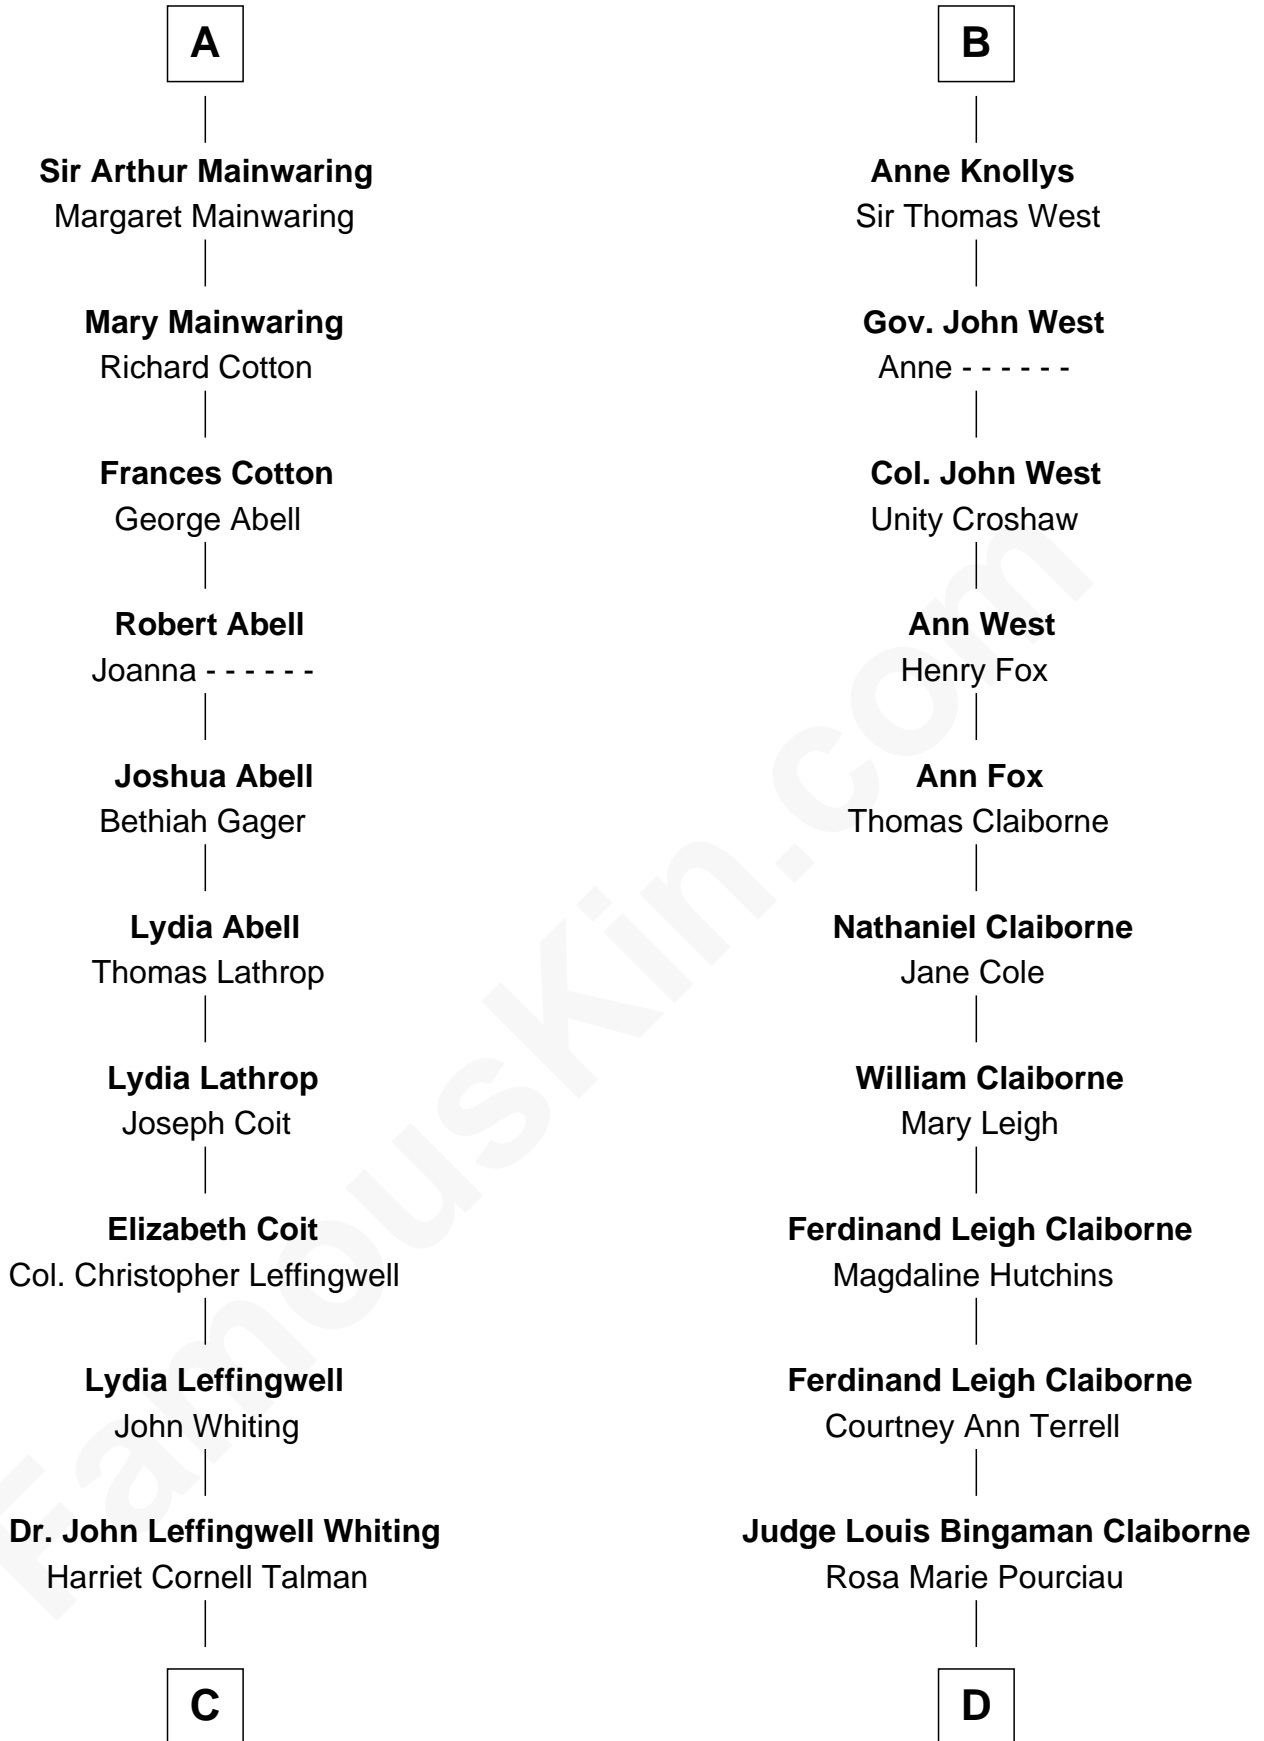 A
Sir Arthur Mainwaring
Margaret Mainwaring
Mary Mainwaring
Richard Cotton
Frances Cotton
George Abell
Robert Abell
Joanna - - - - - -
Joshua Abell
Bethiah Gager
Lydia Abell
Thomas Lathrop
Lydia Lathrop
Joseph Coit
Elizabeth Coit
Col. Christopher Leffingwell
Lydia Leffingwell
John Whiting
Dr. John Leffingwell Whiting
Harriet Cornell Talman
C
B
Anne Knollys
Sir Thomas West
Gov. John West
Anne - - - - - -
Col. John West
Unity Croshaw
Ann West
Henry Fox
Ann Fox
Thomas Claiborne
Nathaniel Claiborne
Jane Cole
William Claiborne
Mary Leigh
Ferdinand Leigh Claiborne
Magdaline Hutchins
Ferdinand Leigh Claiborne
Courtney Ann Terrell
Judge Louis Bingaman Claiborne
Rosa Marie Pourciau
D
FamousKin.com